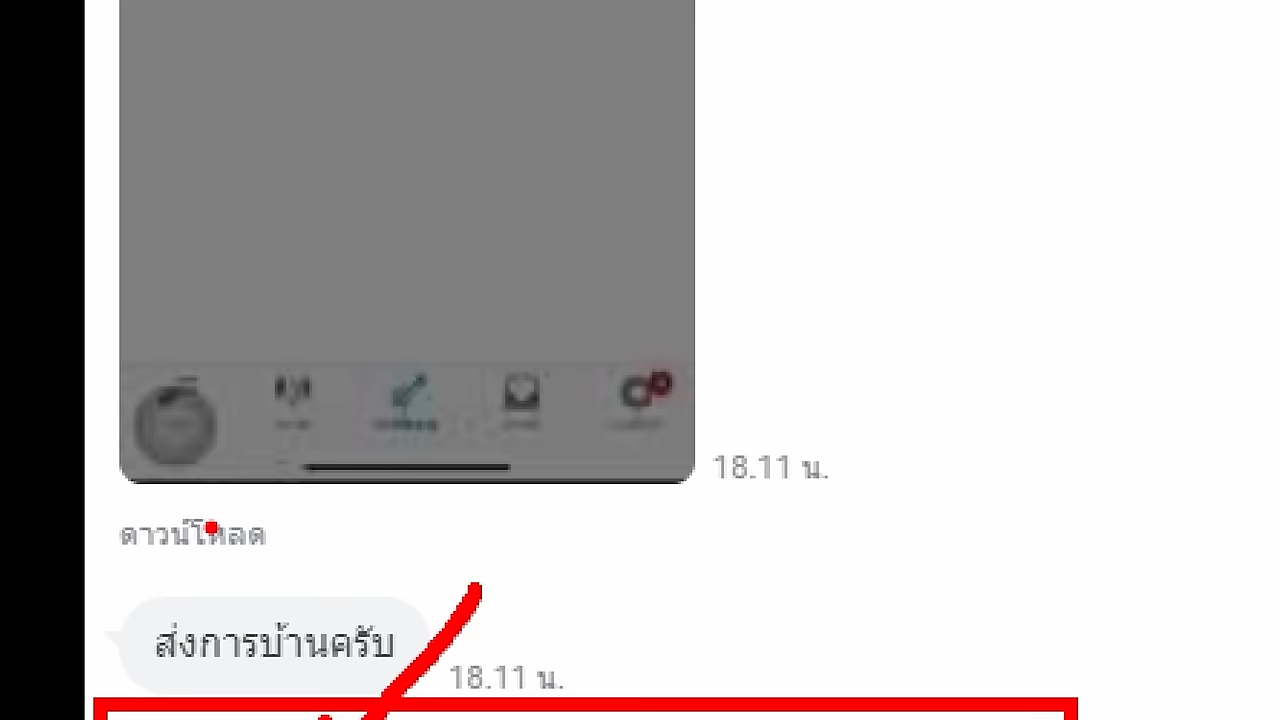 18.11 น.
ดาวน์โหลด
ส่งการบ้านครับ
18.11 น.